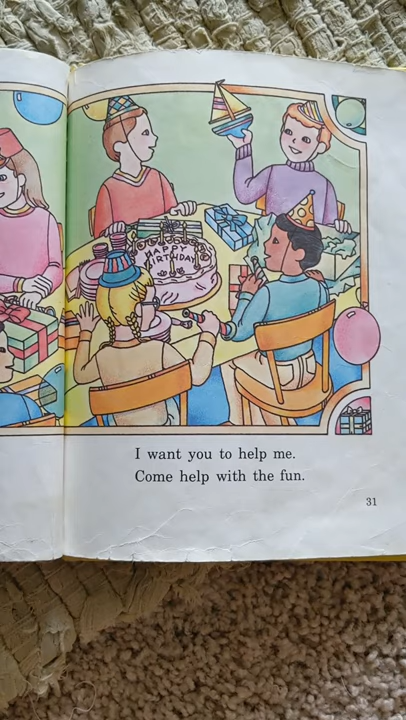 HAPPY
BIRTHDAY
I want you to help me.
Come help with the fun.
31